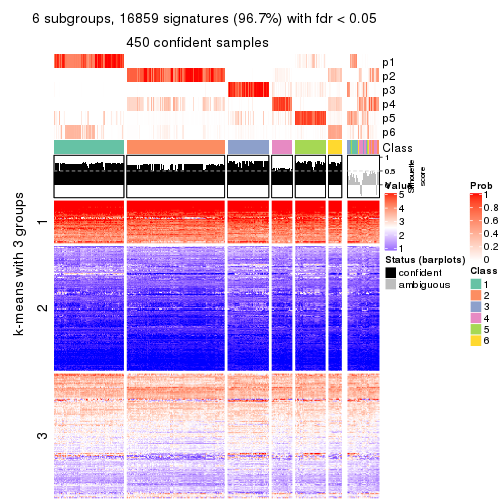 6 subgroups, 16859 signatures (96.7%) with fdr < 0.05
450 confident samples
p1
p2
p3
p4
p5
p6
Class
1
0.5
0
Silhouette
score
k-means with 3 groups
1
2
3
Value
5
4
3
2
1
Status (barplots)
confident
ambiguous
Prob
1
0.8
0.6
0.4
0.2
0
Class
1
2
3
4
5
6